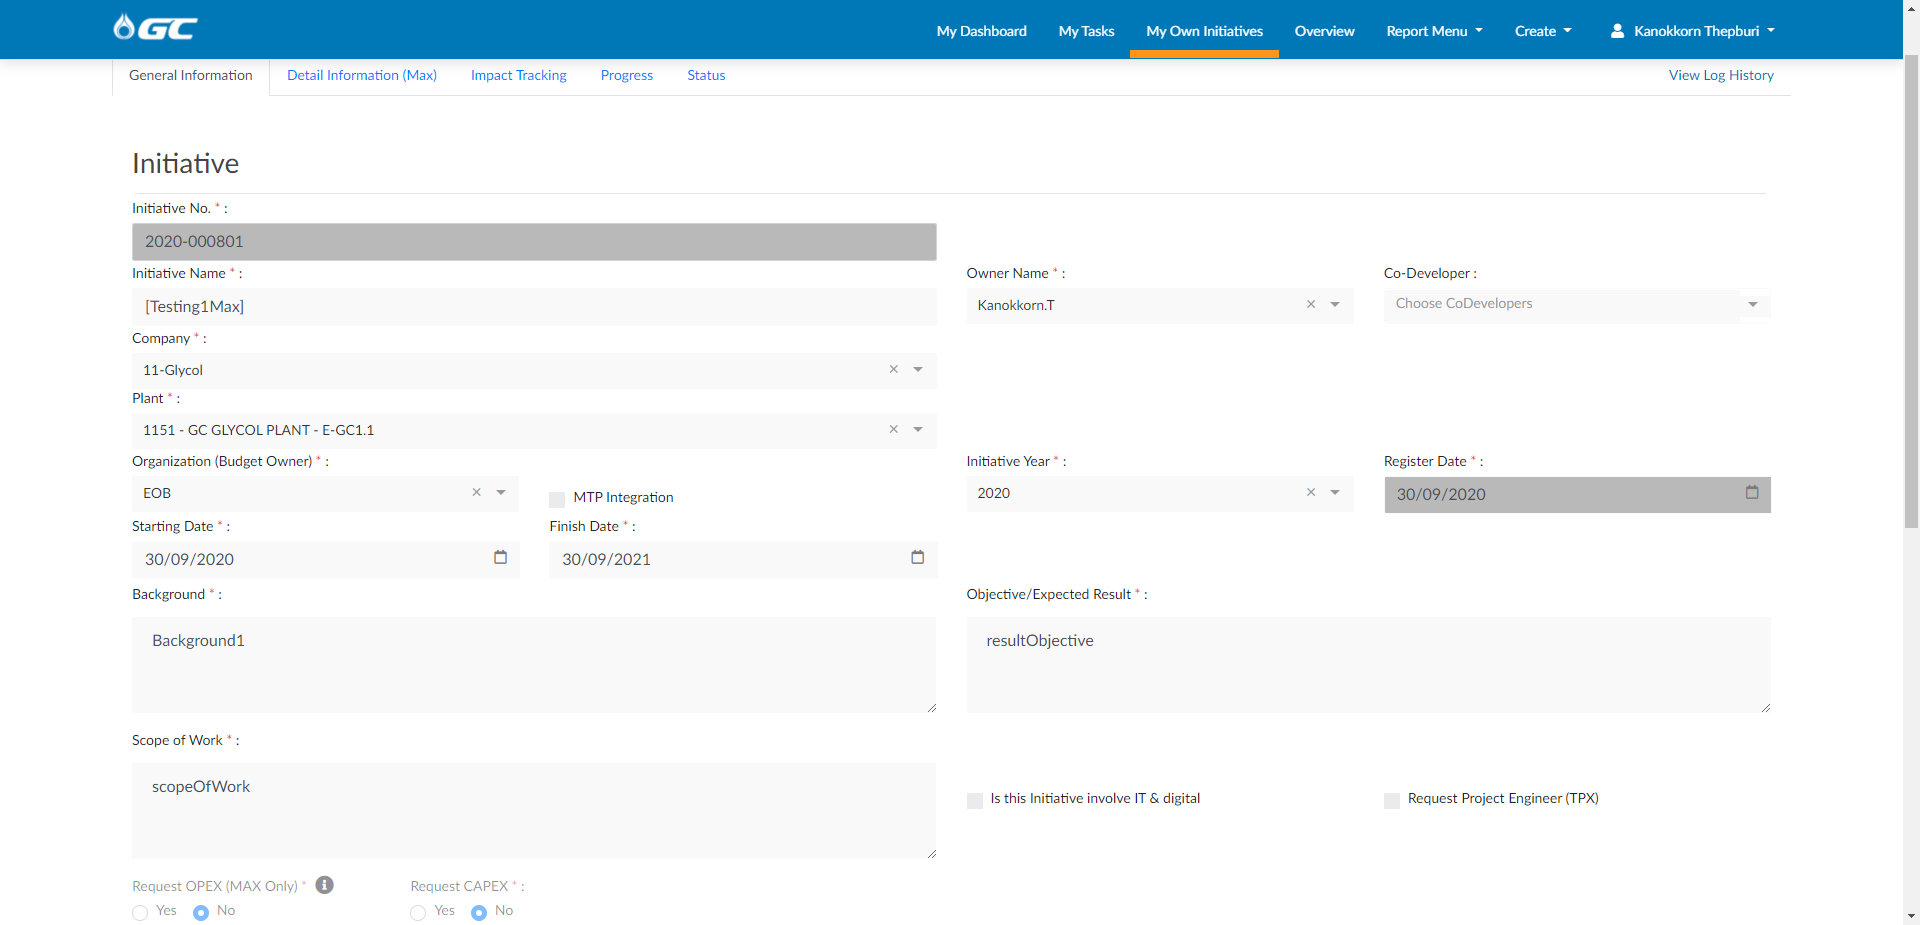 GC My Dashboard My Tasks My Own Initiatives Overview Report Menu Create Kanokkorn Thepburi
General Information Detail Information (Max) Impact Tracking Progress Status View Log History
Initiative
Initiative No. * :
2020-000801
Initiative Name * : Owner Name * : Co-Developer :
[Testing1Max] Kanokkorn.T Choose CoDevelopers
Company * :
11-Glycol
Plant * :
1151 - GC GLYCOL PLANT - E-GC1.1
Organization (Budget Owner) * : Initiative Year * : Register Date * :
EOB MTP Integration 2020 30/09/2020
Starting Date * : Finish Date * :
30/09/2020 30/09/2021
Background * : Objective/Expected Result * :
Background1 resultObjective
Scope of Work * :
scopeOfWork Is this Initiative involve IT & digital Request Project Engineer (TPX)
Request OPEX (MAX Only) * Request CAPEX * :
Yes No Yes No